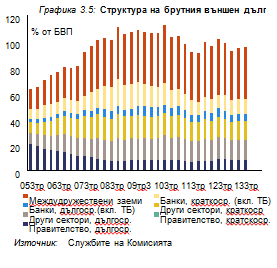 Графика 3.5: Структура на брутния външен дълг
120
% от БВП
100
80
60
40
20
0
053тр. 063тр. 073тр. 083тр. 09тр3 103тр. 113тр. 123тр. 133тр.
Междудружествени заеми
Банки, краткоср. (вкл. ТБ)
Банки, дългоср.(вкл. ТБ)
Други сектори, краткоср.
Други сектори, дългоср.
Правителство, краткоср.
Правителство, дългоср.
Източник: Службите на Комисията